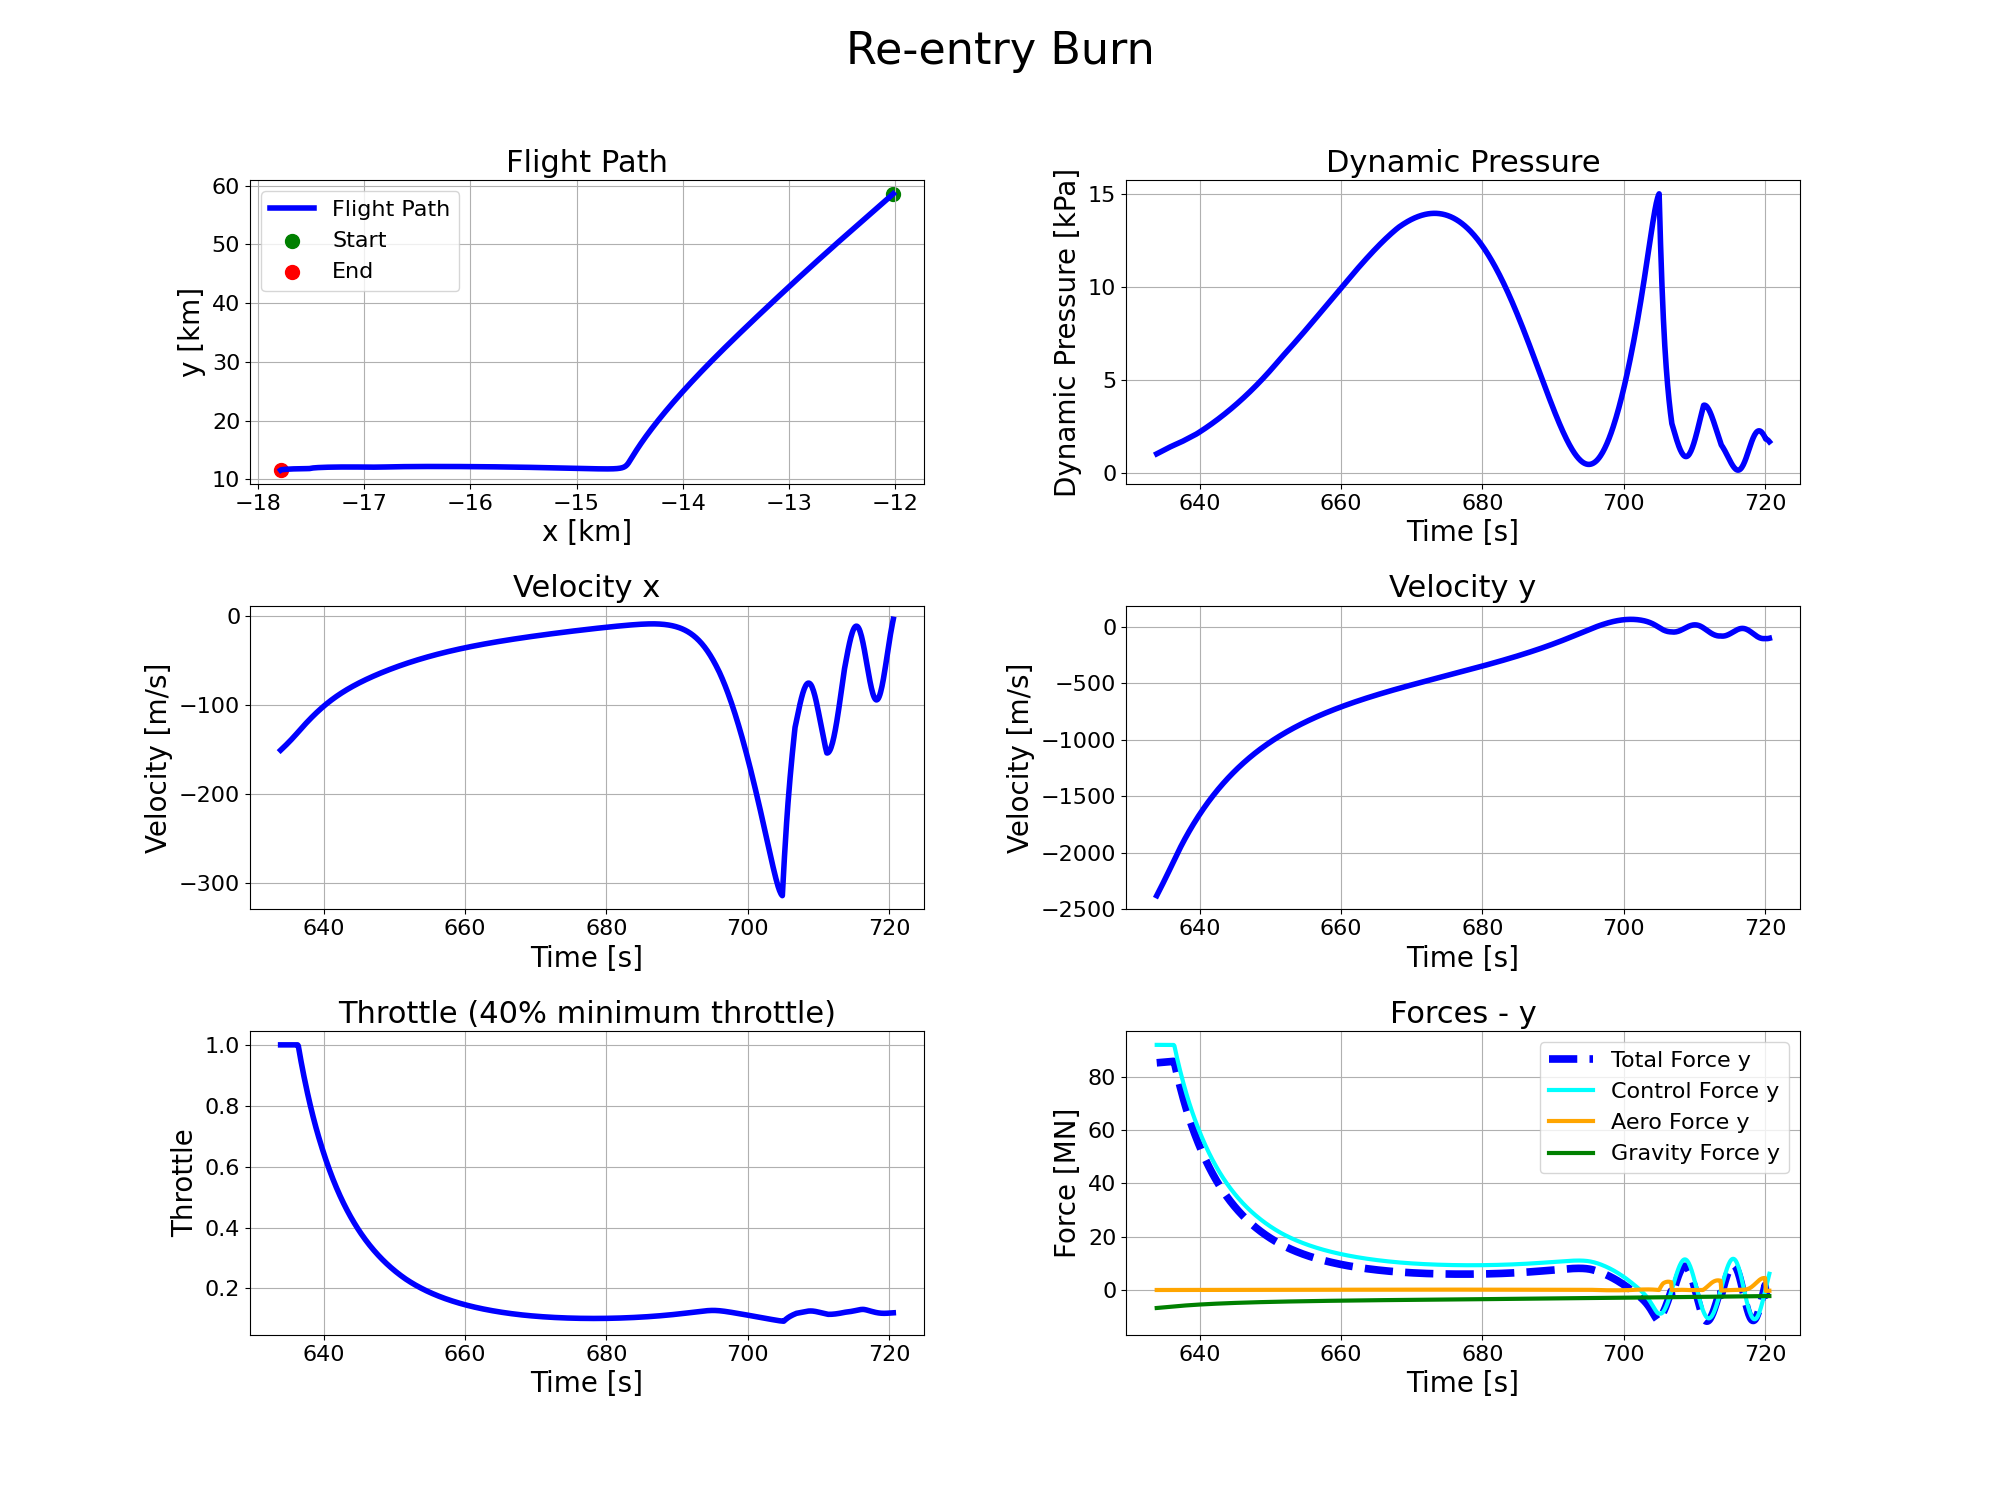 Re-entry Burn
Flight Path
y [km]
60
50
40
30
20
10
Flight Path
Start
End
−18 −17 −16 −15 −14 −13 −12
x [km]
Dynamic Pressure
Dynamic Pressure [kPa]
15
10
5
0
640 660 680 700 720
Time [s]
Velocity x
Velocity [m/s]
0
−100
−200
−300
640 660 680 700 720
Time [s]
Velocity y
Velocity [m/s]
0
−500
−1000
−1500
−2000
−2500
640 660 680 700 720
Time [s]
Throttle (40% minimum throttle)
Throttle
1.0
0.8
0.6
0.4
0.2
640 660 680 700 720
Time [s]
Forces - y
Force [MN]
80
60
40
20
0
Total Force y
Control Force y
Aero Force y
Gravity Force y
640 660 680 700 720
Time [s]